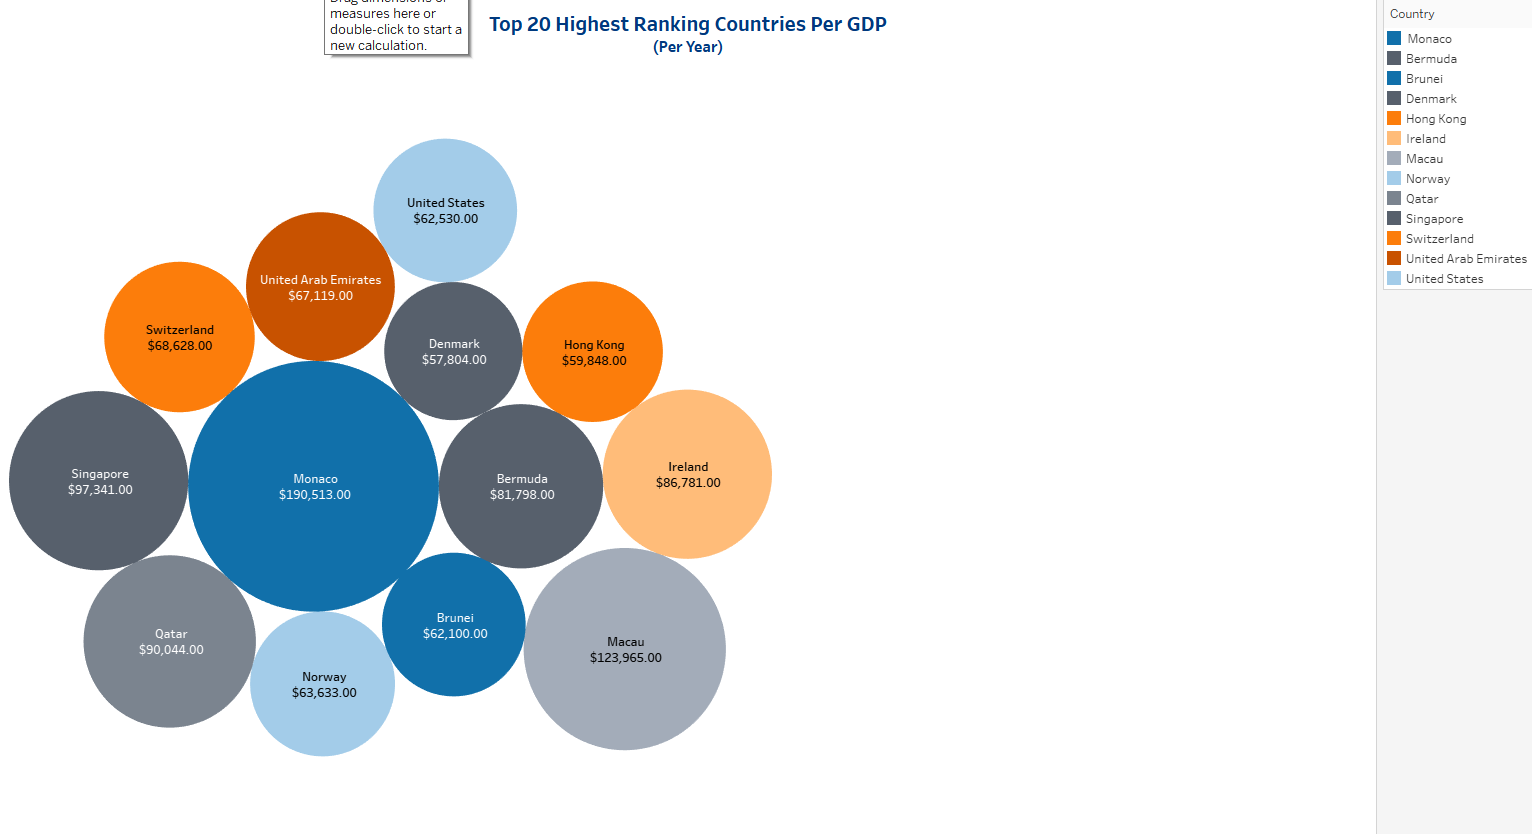 Drag dimensions or
measures here or
double-click to start a
new calculation.
Top 20 Highest Ranking Countries Per GDP
(Per Year)
United States
$62,530.00
United Arab Emirates
$67,119.00
Switzerland
$68,628.00
Denmark
$57,804.00
Hong Kong
$59,848.00
Singapore
$97,341.00
Monaco
$190,513.00
Bermuda
$81,798.00
Ireland
$86,781.00
Qatar
$90,044.00
Norway
$63,633.00
Brunei
$62,100.00
Macau
$123,965.00
Country
Monaco
Bermuda
Brunei
Denmark
Hong Kong
Ireland
Macau
Norway
Qatar
Singapore
Switzerland
United Arab Emirates
United States